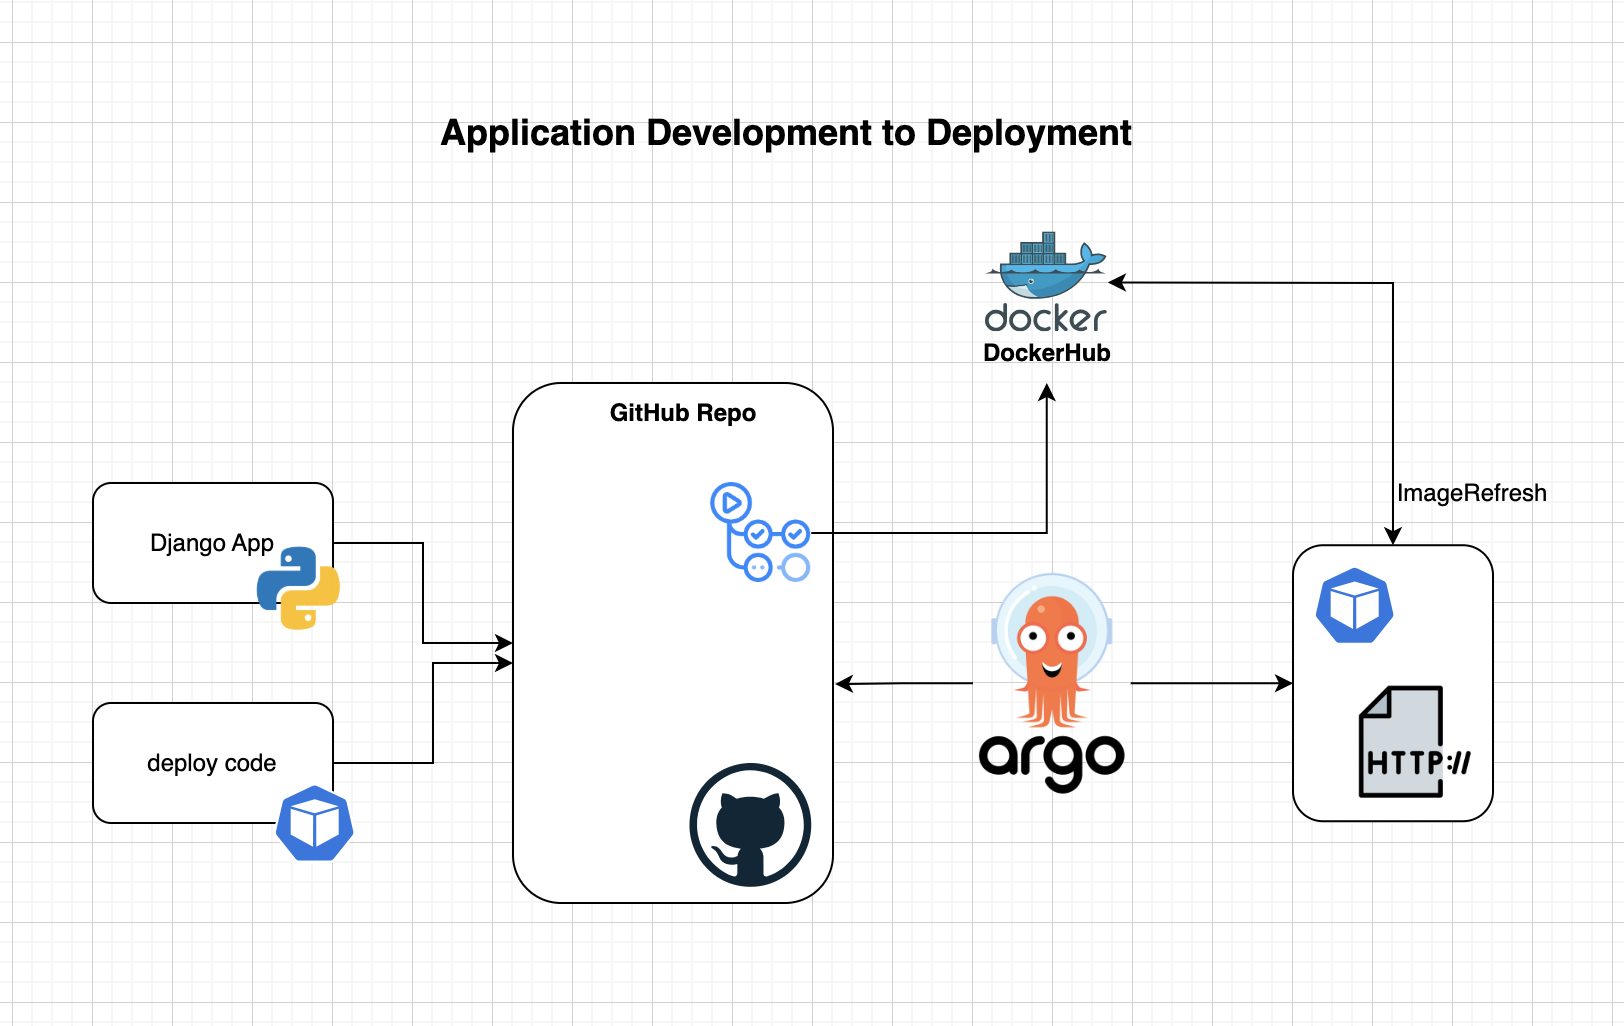 Application Development to Deployment
docker
DockerHub
GitHub Repo
ImageRefresh
Django App
argo
HTTP://
deploy code